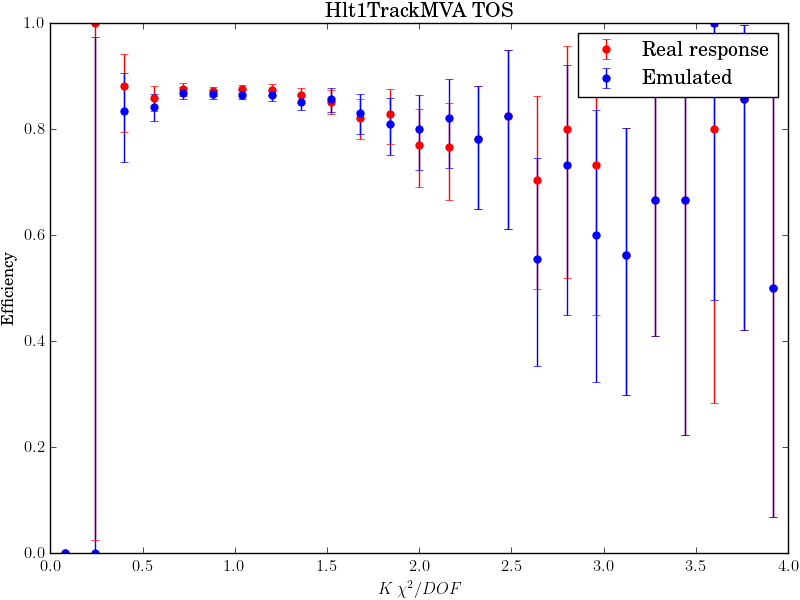 Hlt1TrackMVA TOS
Real response
Emulated
Efficiency
1.0
0.8
0.6
0.4
0.2
0.0
0.0 0.5 1.0 1.5 2.0 2.5 3.0 3.5 4.0
K χ²/DOF